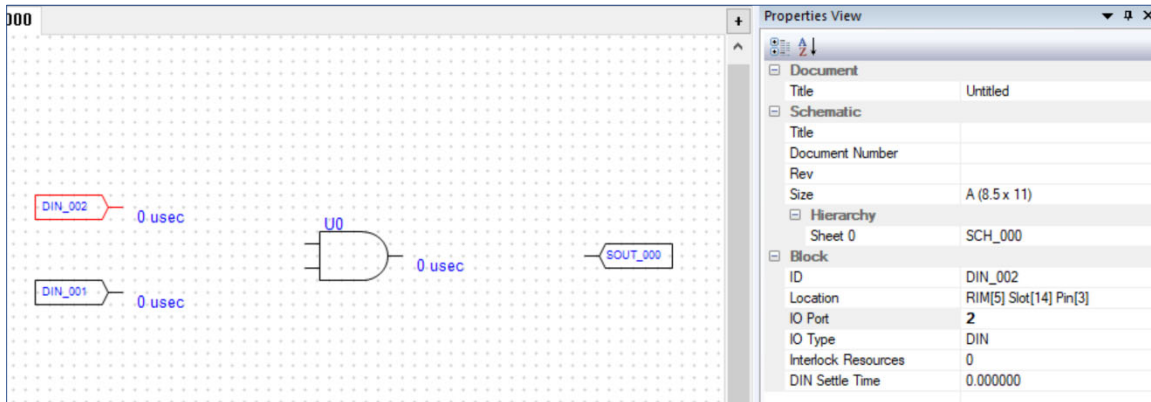 000
+
Properties View
Document
Title Untitled
Schematic
Title
Document Number
Rev
Size A (8.5 x 11)
Hierarchy
Sheet 0 SCH_000
Block
ID DIN_002
Location RIM[5] Slot[14] Pin[3]
IO Port 2
IO Type DIN
Interlock Resources 0
DIN Settle Time 0.000000
DIN_002
0 usec
U0
0 usec
SOUT_000
DIN_001
0 usec